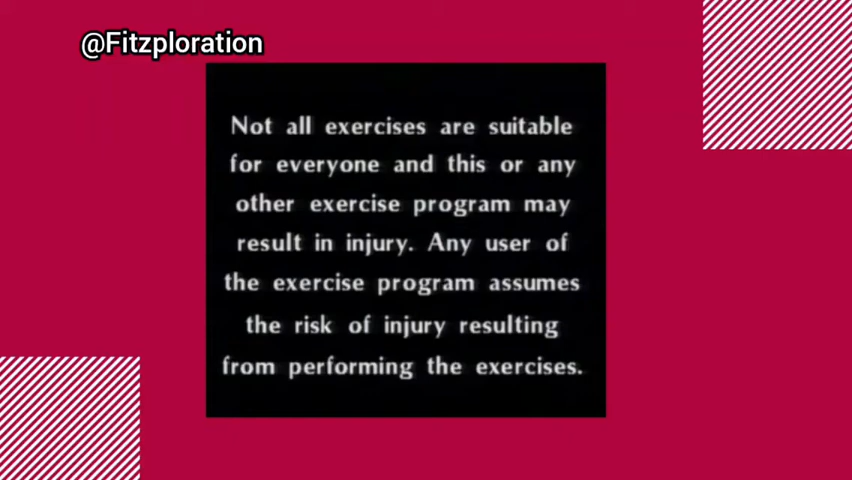 @Fitzploration
Not all exercises are suitable
for everyone and this or any
other exercise program may
result in injury. Any user of
the exercise program assumes
the risk of injury resulting
from performing the exercises.